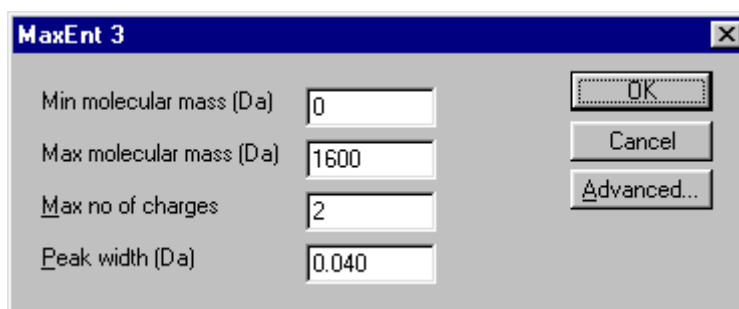 MaxEnt 3
Min molecular mass (Da) 0 OK
Max molecular mass (Da) 1600 Cancel
Max no of charges 2 Advanced...
Peak width (Da) 0.040